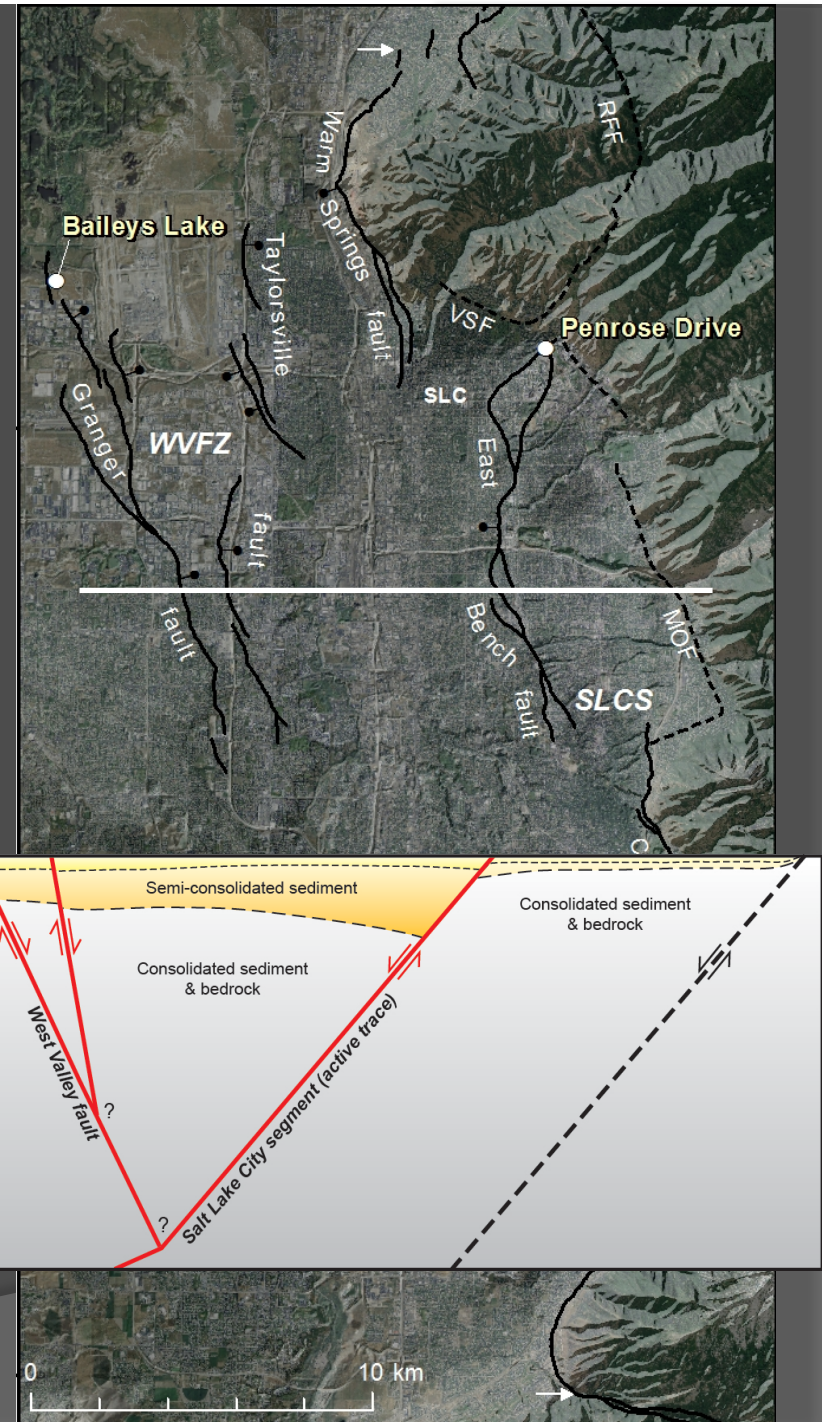 RFF
Warm
Springs
fault
Baileys Lake
Taylorsville
fault
VSF
Penrose Drive
SLC
Granger
fault
WVFZ
East
Bench
fault
MOF
SLCS
C
Semi-consolidated sediment
Consolidated sediment
& bedrock
Consolidated sediment
& bedrock
West Valley fault
?
?
Salt Lake City segment (active trace)
0
10 km